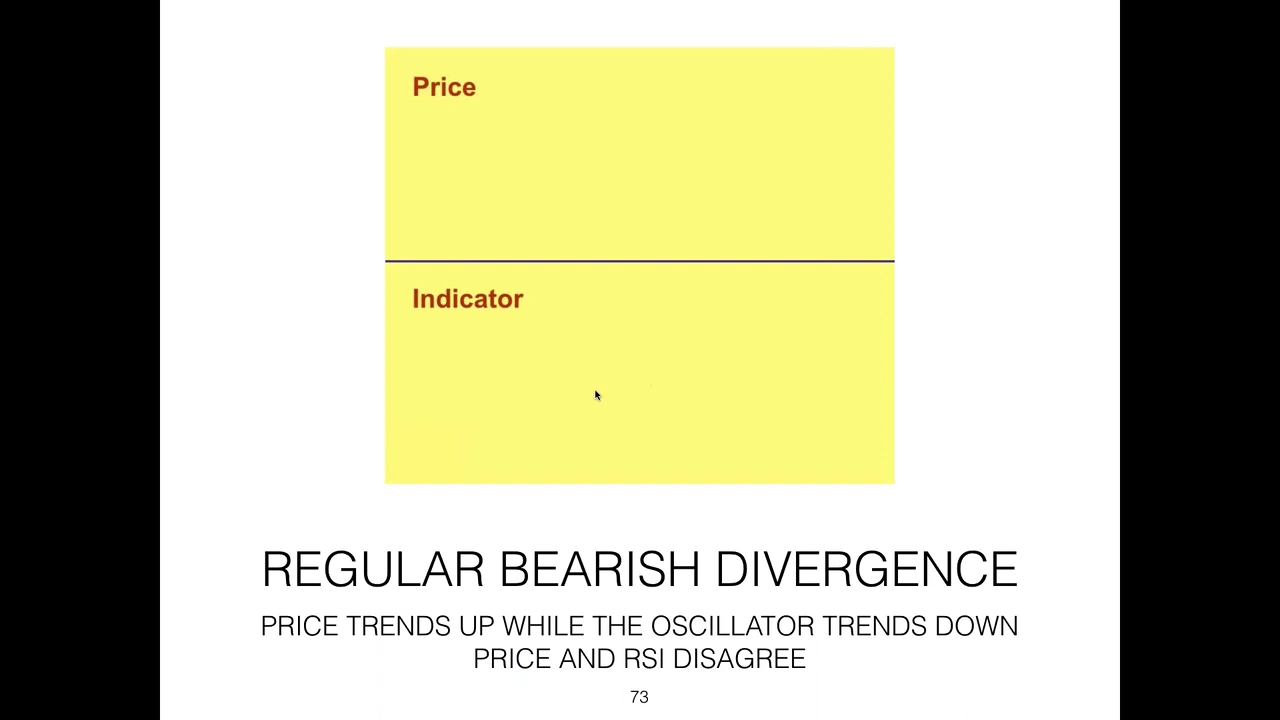 Price
Indicator
REGULAR BEARISH DIVERGENCE
PRICE TRENDS UP WHILE THE OSCILLATOR TRENDS DOWN
PRICE AND RSI DISAGREE
73